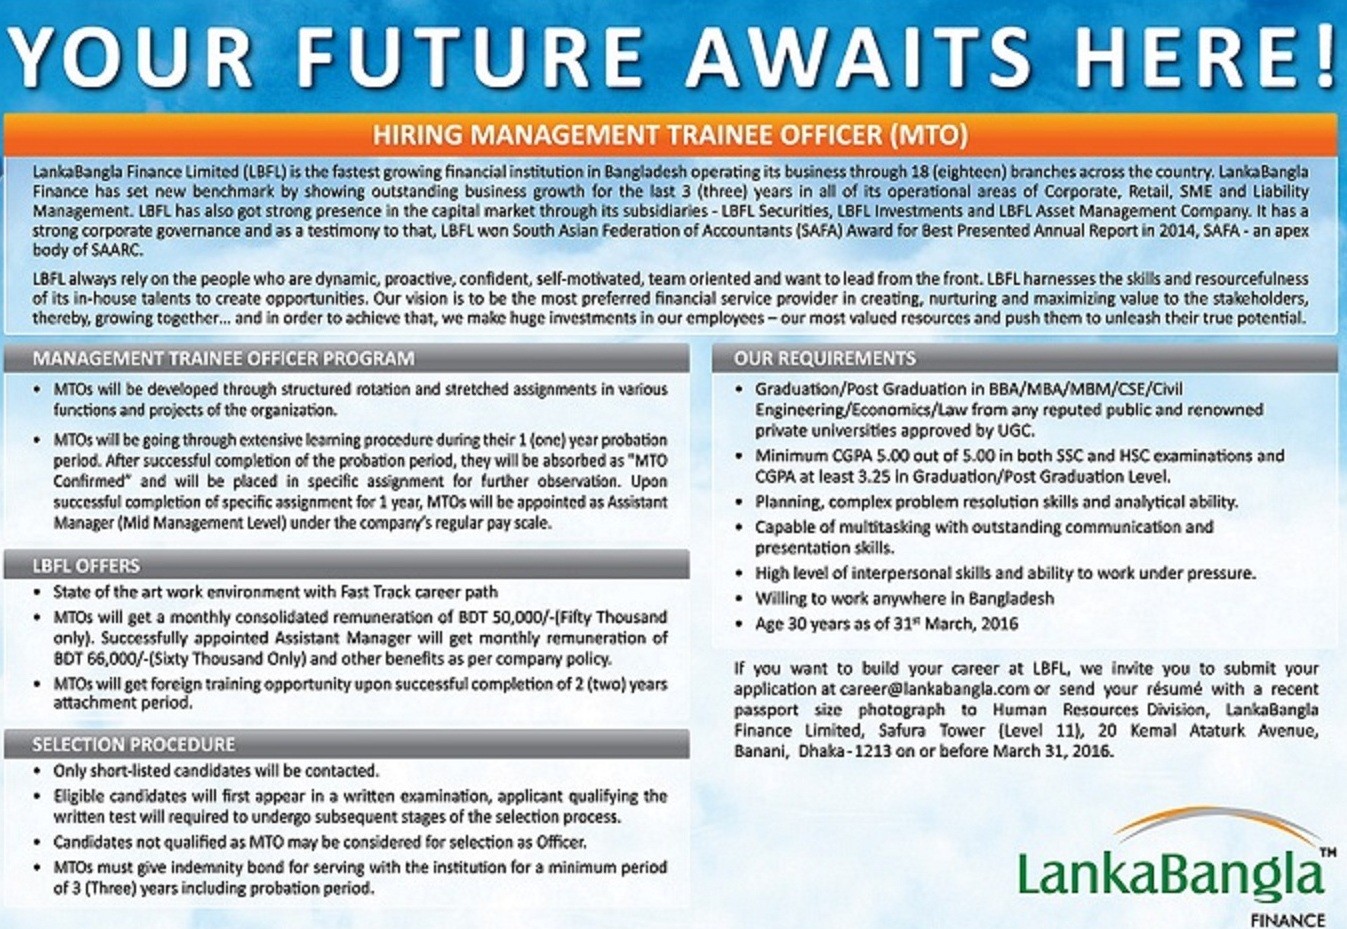 YOUR FUTURE AWAITS HERE!
HIRING MANAGEMENT TRAINEE OFFICER (MTO)
LankaBangla Finance Limited (LBFL) is the fastest growing financial institution in Bangladesh operating its business through 18 (eighteen) branches across the country. LankaBangla
Finance has set new benchmark by showing outstanding business growth for the last 3 (three) years in all of its operational areas of Corporate, Retail, SME and Liability
Management. LBFL has also got strong presence in the capital market through its subsidiaries - LBFL Securities, LBFL Investments and LBFL Asset Management Company. It has a
strong corporate governance and as a testimony to that, LBFL won South Asian Federation of Accountants (SAFA) Award for Best Presented Annual Report in 2014, SAFA - an apex
body of SAARC.
LBFL always rely on the people who are dynamic, proactive, confident, self-motivated, team oriented and want to lead from the front. LBFL harnesses the skills and resourcefulness
of its in-house talents to create opportunities. Our vision is to be the most preferred financial service provider in creating, nurturing and maximizing value to the stakeholders,
thereby, growing together... and in order to achieve that, we make huge investments in our employees – our most valued resources and push them to unleash their true potential.
MANAGEMENT TRAINEE OFFICER PROGRAM
• MTOs will be developed through structured rotation and stretched assignments in various
functions and projects of the organization.
• MTOs will be going through extensive learning procedure during their 1 (one) year probation
period. After successful completion of the probation period, they will be absorbed as "MTO
Confirmed" and will be placed in specific assignment for further observation. Upon
successful completion of specific assignment for 1 year, MTOs will be appointed as Assistant
Manager (Mid Management Level) under the company's regular pay scale.
LBFL OFFERS
• State of the art work environment with Fast Track career path
• MTOs will get a monthly consolidated remuneration of BDT 50,000/-(Fifty Thousand
only). Successfully appointed Assistant Manager will get monthly remuneration of
BDT 66,000/-(Sixty Thousand Only) and other benefits as per company policy.
• MTOs will get foreign training opportunity upon successful completion of 2 (two) years
attachment period.
SELECTION PROCEDURE
• Only short-listed candidates will be contacted.
• Eligible candidates will first appear in a written examination, applicant qualifying the
written test will required to undergo subsequent stages of the selection process.
• Candidates not qualified as MTO may be considered for selection as Officer.
• MTOs must give indemnity bond for serving with the institution for a minimum period
of 3 (Three) years including probation period.
OUR REQUIREMENTS
• Graduation/Post Graduation in BBA/MBA/MBM/CSE/Civil
Engineering/Economics/Law from any reputed public and renowned
private universities approved by UGC.
• Minimum CGPA 5.00 out of 5.00 in both SSC and HSC examinations and
CGPA at least 3.25 in Graduation/Post Graduation Level.
• Planning, complex problem resolution skills and analytical ability.
• Capable of multitasking with outstanding communication and
presentation skills.
• High level of interpersonal skills and ability to work under pressure.
• Willing to work anywhere in Bangladesh
• Age 30 years as of 31st March, 2016
If you want to build your career at LBFL, we invite you to submit your
application at career@lankabangla.com or send your résumé with a recent
passport size photograph to Human Resources Division, LankaBangla
Finance Limited, Safura Tower (Level 11), 20 Kemal Ataturk Avenue,
Banani, Dhaka-1213 on or before March 31, 2016.
LankaBangla™
FINANCE